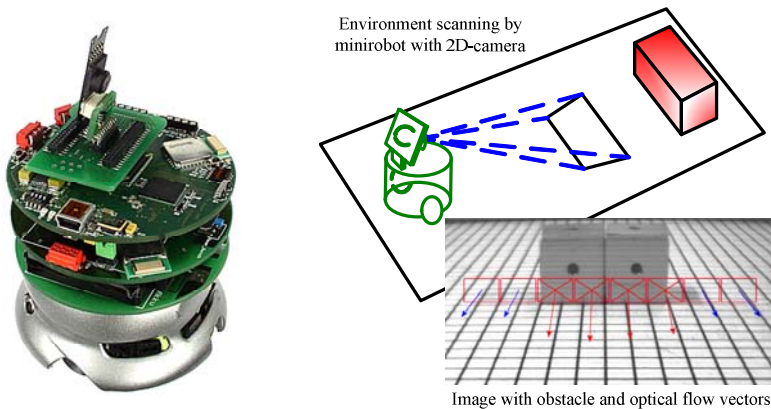 Environment scanning by
minirobot with 2D-camera
Image with obstacle and optical flow vectors